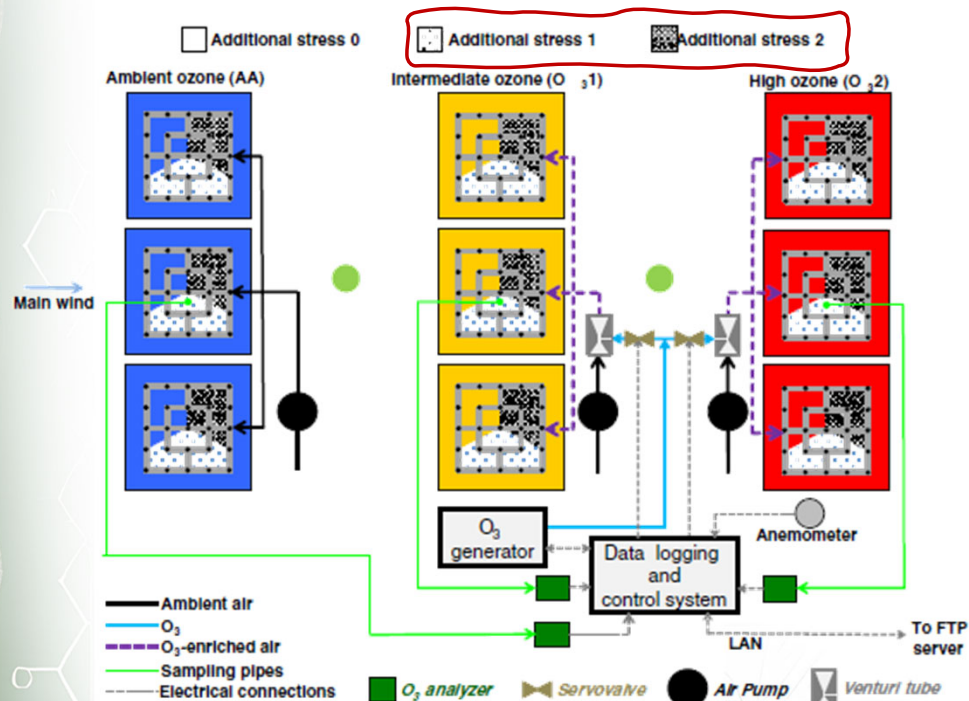 Additional stress 0
Additional stress 1
Additional stress 2
Ambient ozone (AA)
Intermediate ozone (O 31)
High ozone (O 32)
Main wind
O3
generator
Data logging
and
control system
Anemometer
To FTP
server
LAN
Ambient air
O3
O3-enriched air
Sampling pipes
Electrical connections
O3 analyzer
Servovalve
Air Pump
Venturi tube